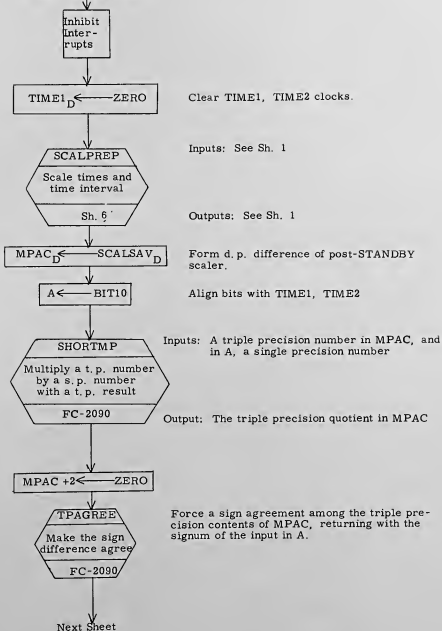 Inhibit
Inter-
rupts
TIME1D ← ZERO
Clear TIME1, TIME2 clocks.
SCALPREP
Inputs: See Sh. 1
Scale times and
time interval
Sh. 6
Outputs: See Sh. 1
MPACD ← SCALSAVD
Form d. p. difference of post-STANDBY
scaler.
A ← BIT10
Align bits with TIME1, TIME2
SHORTMP
Inputs: A triple precision number in MPAC, and
in A, a single precision number
Multiply a t. p. number
by a s. p. number
with a t. p. result
FC-2090
Output: The triple precision quotient in MPAC
MPAC +2 ← ZERO
TPAGREE
Force a sign agreement among the triple pre-
cision contents of MPAC, returning with the
signum of the input in A.
Make the sign
difference agree
FC-2090
Next Sheet